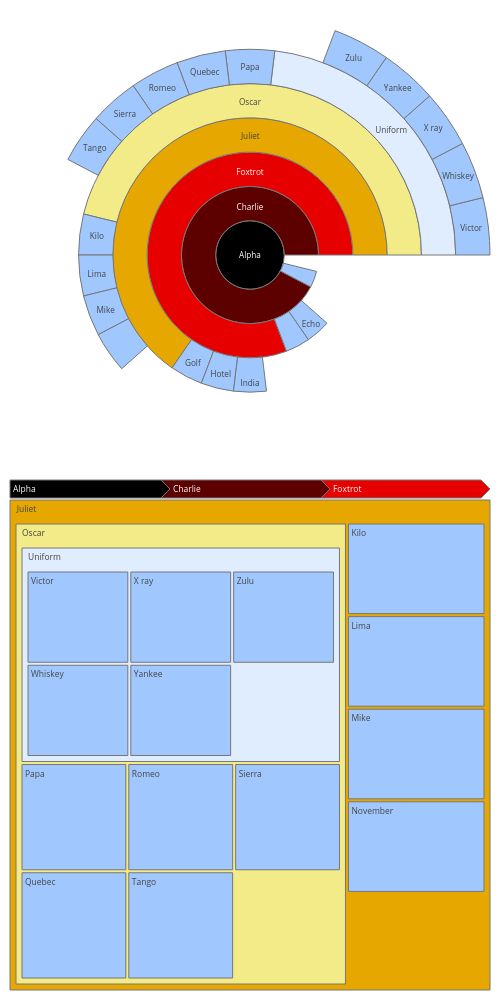 Zulu
Papa
Quebec
Yankee
Romeo
Oscar
Sierra
X ray
Uniform
Juliet
Tango
Foxtrot
Whiskey
Charlie
Victor
Kilo
Alpha
Lima
Mike
Echo
Golf
Hotel
India
Alpha Charlie Foxtrot
Juliet
Oscar Kilo
Uniform
Victor X ray Zulu
Lima
Whiskey Yankee
Mike
Papa Romeo Sierra
November
Quebec Tango